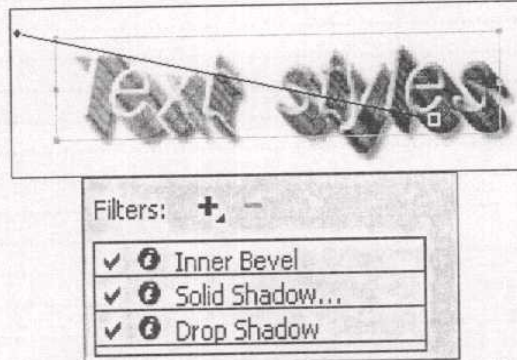 Text styles
Filters: + -
Inner Bevel
Solid Shadow...
Drop Shadow